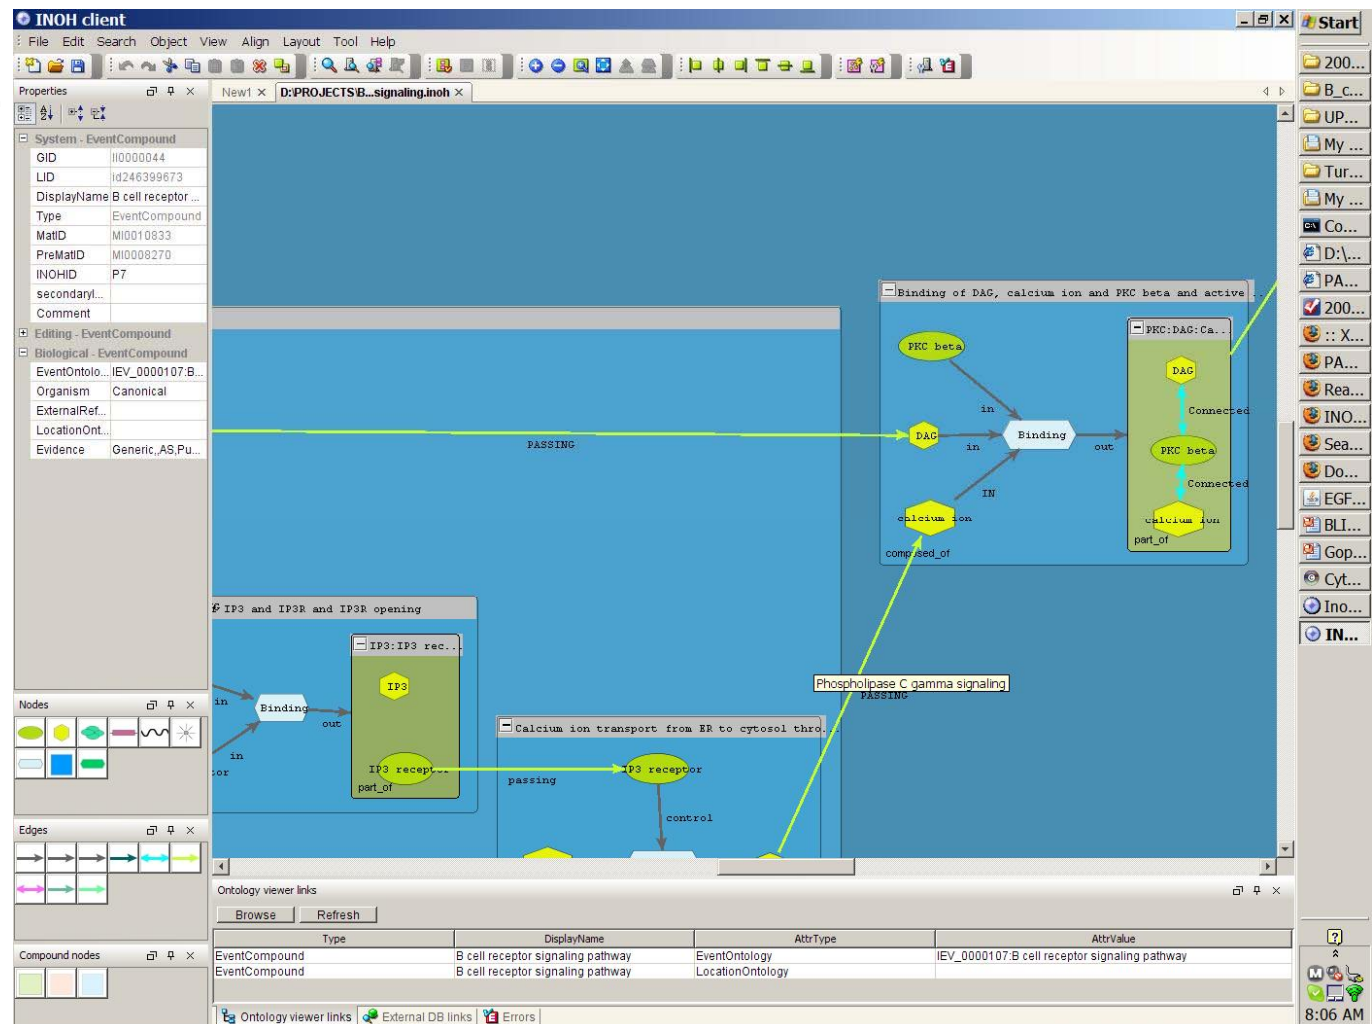 INOH client
Start
File Edit Search Object View Align Layout Tool Help
Properties
New1 × D:\PROJECTS\B...signaling.inoh ×
System - EventCompound
GID II0000044
LID id246399673
DisplayName B cell receptor ...
Type EventCompound
MatID MI0010833
PreMatID MI0008270
INOHID P7
secondaryI...
Comment
Editing - EventCompound
Biological - EventCompound
EventOntolo... IEV_0000107:B...
Organism Canonical
ExternalRef...
LocationOnt...
Evidence Generic,,AS,Pu...
Binding of DAG, calcium ion and PKC beta and active ...
PKC:DAG:Ca...
PKC beta
DAG
in
Connected
PASSING
DAG
in
Binding
out
PKC beta
IN
Connected
calcium ion
calcium ion
composed_of
part_of
IP3 and IP3R and IP3R opening
IP3:IP3 rec...
IP3
in
Binding
out
in
tor
IP3 receptor
part_of
Phospholipase C gamma signaling
PASSING
Calcium ion transport from ER to cytosol thro...
passing
IP3 receptor
control
Nodes
Edges
Compound nodes
Ontology viewer links
Browse Refresh
Type DisplayName AttrType AttrValue
EventCompound B cell receptor signaling pathway EventOntology IEV_0000107:B cell receptor signaling pathway
EventCompound B cell receptor signaling pathway LocationOntology
Ontology viewer links External DB links Errors
200...
B_c...
UP...
My ...
Tur...
My ...
Co...
D:\...
PA...
200...
:: X...
PA...
Rea...
INO...
Sea...
Do...
EGF...
BLI...
Gop...
Cyt...
Ino...
IN...
8:06 AM